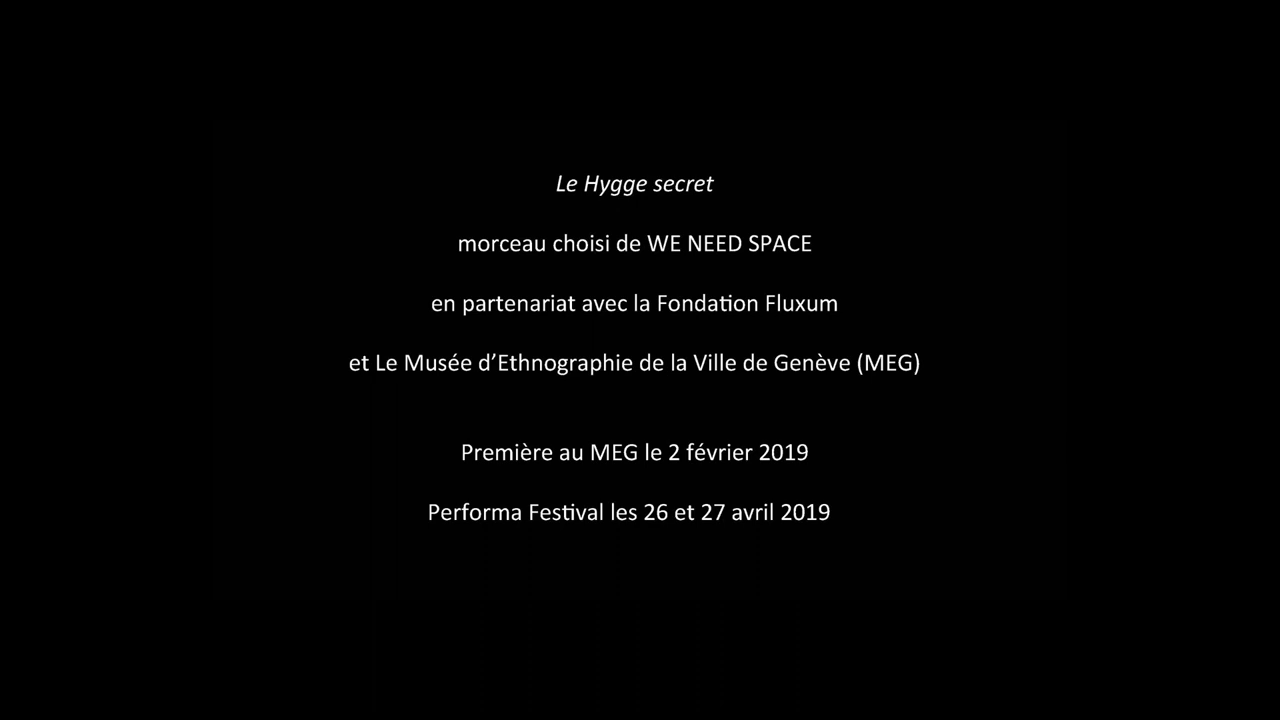 Le Hygge secret
morceau choisi de WE NEED SPACE
en partenariat avec la Fondation Fluxum
et Le Musée d’Ethnographie de la Ville de Genève (MEG)
Première au MEG le 2 février 2019
Performa Festival les 26 et 27 avril 2019